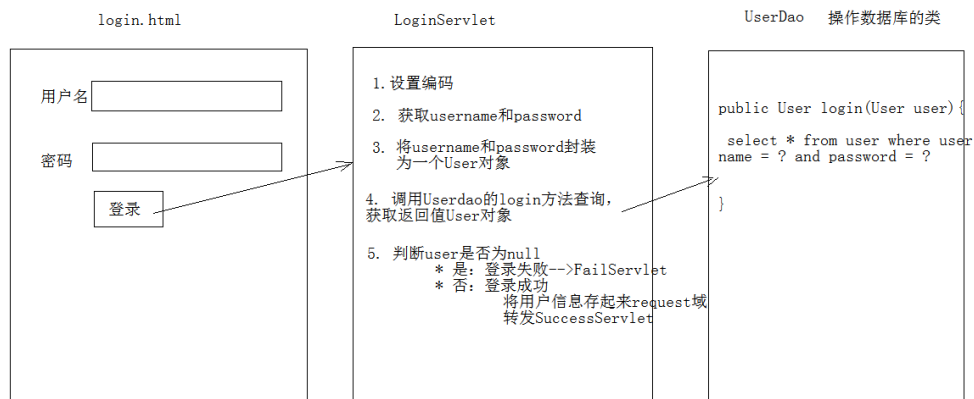 login.html
LoginServlet
UserDao 操作数据库的类
用户名
密码
登录
1.设置编码
2. 获取username和password
3. 将username和password封装
为一个User对象
4. 调用Userdao的login方法查询,
获取返回值User对象
5. 判断user是否为null
* 是: 登录失败-->FailServlet
* 否: 登录成功
将用户信息存起来request域
转发SuccessServlet
public User login(User user){
select * from user where user
name = ? and password = ?
}